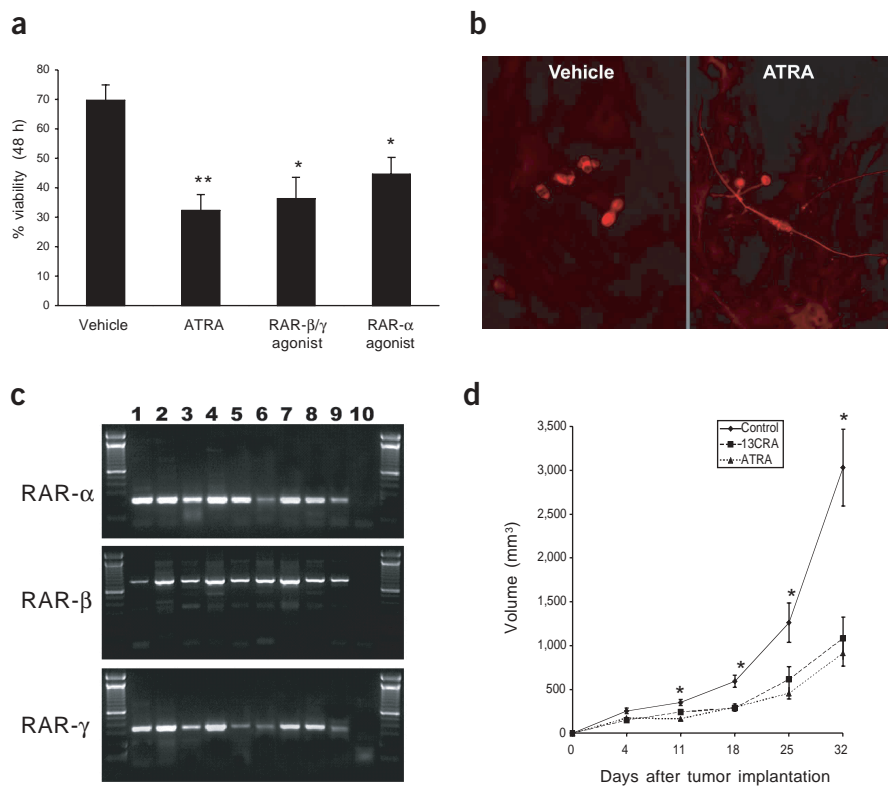 a
80
70
60
50
40
30
20
10
0
% viability (48 h)
**
*
*
Vehicle
ATRA
RAR-β/γ
agonist
RAR-α
agonist
b
Vehicle
ATRA
c
1 2 3 4 5 6 7 8 9 10
RAR-α
RAR-β
RAR-γ
d
Control
13CRA
ATRA
3,500
3,000
2,500
2,000
1,500
1,000
500
0
Volume (mm³)
*
*
*
*
0 4 11 18 25 32
Days after tumor implantation